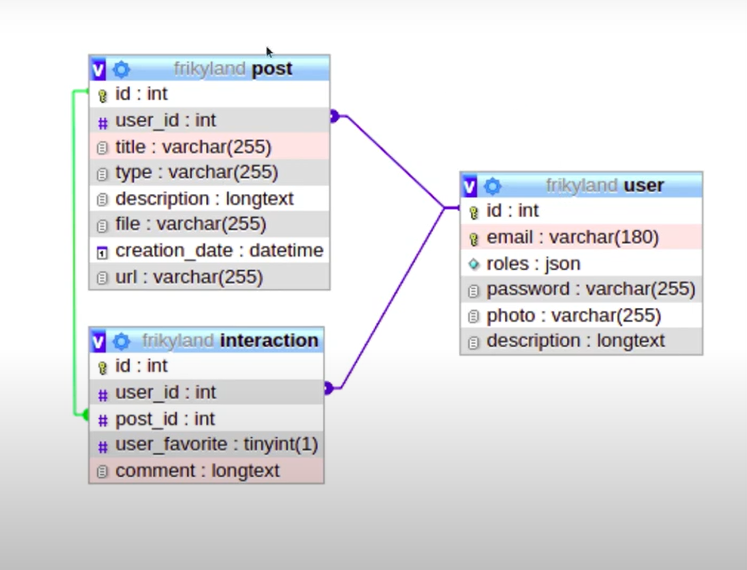 frikyland post
id : int
user_id : int
title : varchar(255)
type : varchar(255)
description : longtext
file : varchar(255)
creation_date : datetime
url : varchar(255)
frikyland user
id : int
email : varchar(180)
roles : json
password : varchar(255)
photo : varchar(255)
description : longtext
frikyland interaction
id : int
user_id : int
post_id : int
user_favorite : tinyint(1)
comment : longtext